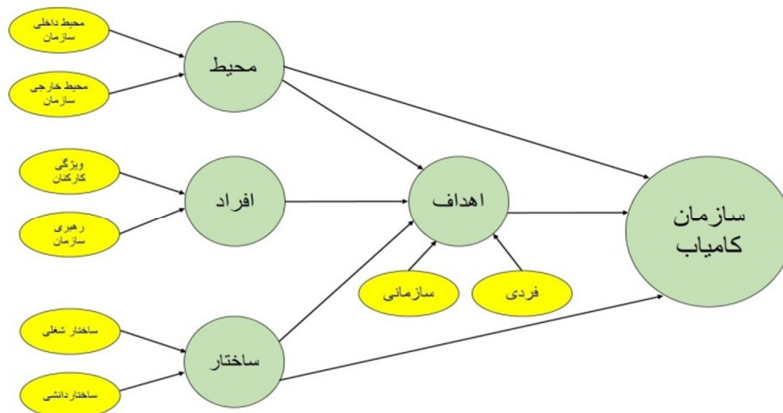 محیط داخلی
سازمان
محیط
محیط خارجی
سازمان
ویژگی
کارکنان
افراد
اهداف
سازمان
کامیاب
رهبری
سازمان
سازمانی
فردی
ساختار شغلی
ساختار
ساختاردانشی